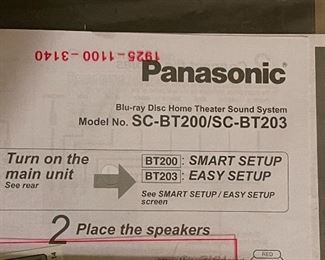 1925-1100-3140
Panasonic
Blu-ray Disc Home Theater Sound System
Model No. SC-BT200/SC-BT203
Turn on the
main unit
See rear
BT200 : SMART SETUP
BT203 : EASY SETUP
See SMART SETUP / EASY SETUP
screen
2 Place the speakers
RED